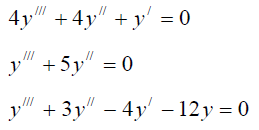 4y''' + 4y'' + y' = 0
y''' + 5y'' = 0
y''' + 3y'' − 4y' − 12y = 0